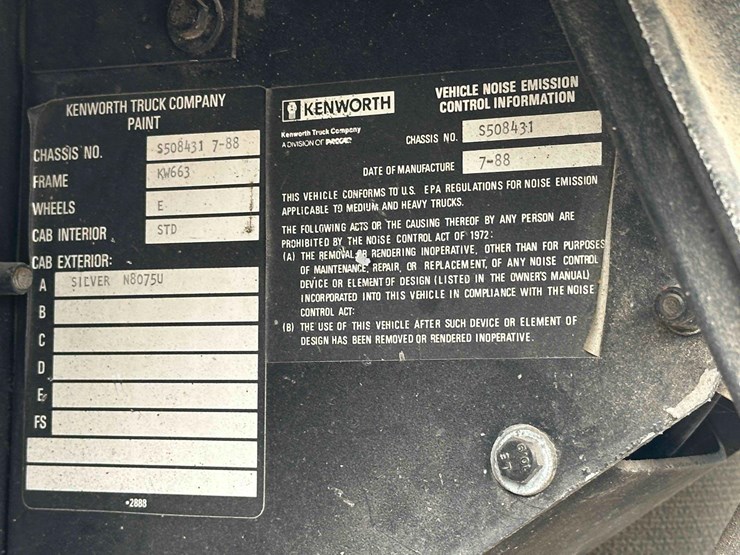 KENWORTH TRUCK COMPANY
PAINT
CHASSIS NO. S508431 7-88
FRAME KW663
WHEELS E
CAB INTERIOR STD
CAB EXTERIOR:
A SILVER N8075U
B
C
D
E
FS
•2888
KENWORTH
Kenworth Truck Company
A DIVISION OF PACCAR
VEHICLE NOISE EMISSION
CONTROL INFORMATION
CHASSIS NO. S508431
DATE OF MANUFACTURE 7-88
THIS VEHICLE CONFORMS TO U.S. EPA REGULATIONS FOR NOISE EMISSION
APPLICABLE TO MEDIUM AND HEAVY TRUCKS.
THE FOLLOWING ACTS OR THE CAUSING THEREOF BY ANY PERSON ARE
PROHIBITED BY THE NOISE CONTROL ACT OF 1972:
(A) THE REMOVAL OR RENDERING INOPERATIVE, OTHER THAN FOR PURPOSES
OF MAINTENANCE, REPAIR, OR REPLACEMENT, OF ANY NOISE CONTROL
DEVICE OR ELEMENT OF DESIGN (LISTED IN THE OWNER'S MANUAL)
INCORPORATED INTO THIS VEHICLE IN COMPLIANCE WITH THE NOISE
CONTROL ACT:
(B) THE USE OF THIS VEHICLE AFTER SUCH DEVICE OR ELEMENT OF
DESIGN HAS BEEN REMOVED OR RENDERED INOPERATIVE.